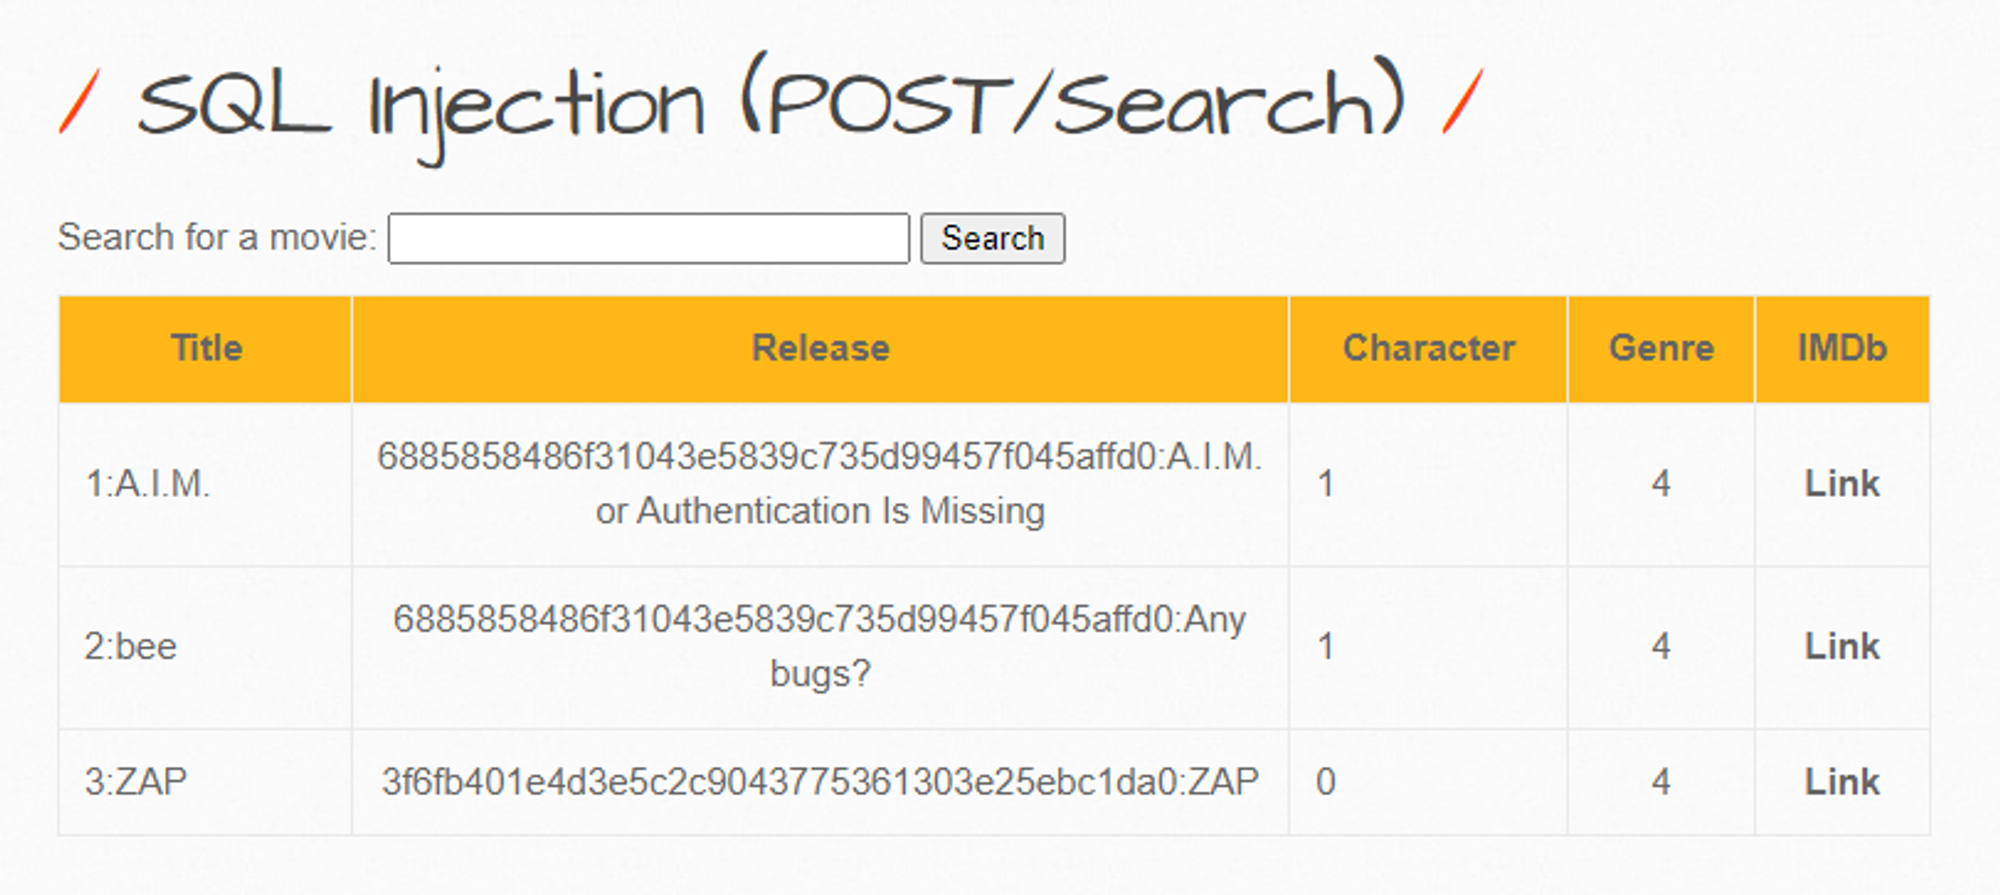 / SQL Injection (POST/Search) /
Search for a movie: Search
Title Release Character Genre IMDb
1:A.I.M. 6885858486f31043e5839c735d99457f045affd0:A.I.M. or Authentication Is Missing 1 4 Link
2:bee 6885858486f31043e5839c735d99457f045affd0:Any bugs? 1 4 Link
3:ZAP 3f6fb401e4d3e5c2c9043775361303e25ebc1da0:ZAP 0 4 Link